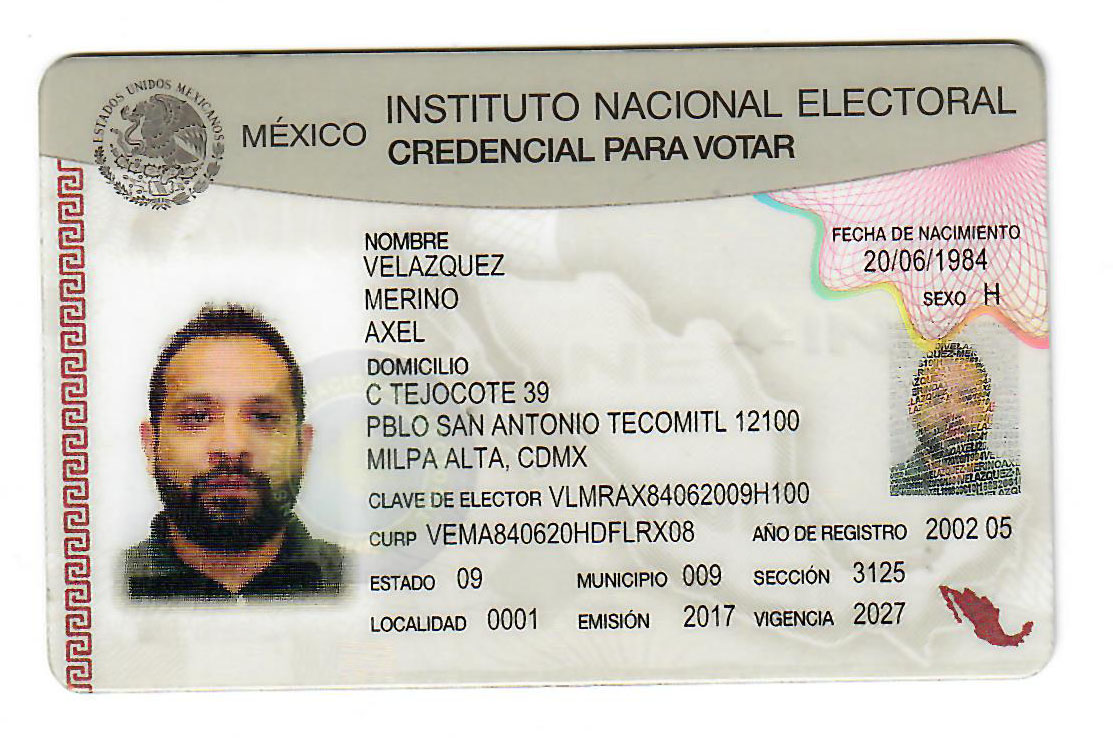 ESTADOS UNIDOS MEXICANOS
MÉXICO
INSTITUTO NACIONAL ELECTORAL
CREDENCIAL PARA VOTAR
NOMBRE
VELAZQUEZ
MERINO
AXEL
FECHA DE NACIMIENTO
20/06/1984
SEXO H
DOMICILIO
C TEJOCOTE 39
PBLO SAN ANTONIO TECOMITL 12100
MILPA ALTA, CDMX
CLAVE DE ELECTOR VLMRAX84062009H100
CURP VEMA840620HDFLRX08 AÑO DE REGISTRO 2002 05
ESTADO 09 MUNICIPIO 009 SECCIÓN 3125
LOCALIDAD 0001 EMISIÓN 2017 VIGENCIA 2027